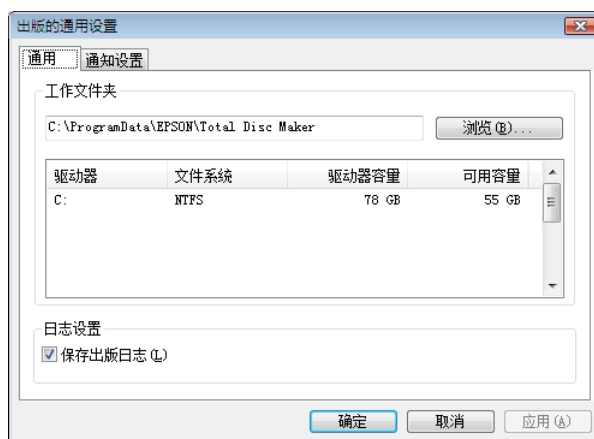 出版的通用设置
通用 通知设置
工作文件夹
C:\ProgramData\EPSON\Total Disc Maker 浏览(B)...
驱动器 文件系统 驱动器容量 可用容量
C: NTFS 78 GB 55 GB
日志设置
保存出版日志(L)
确定 取消 应用(A)